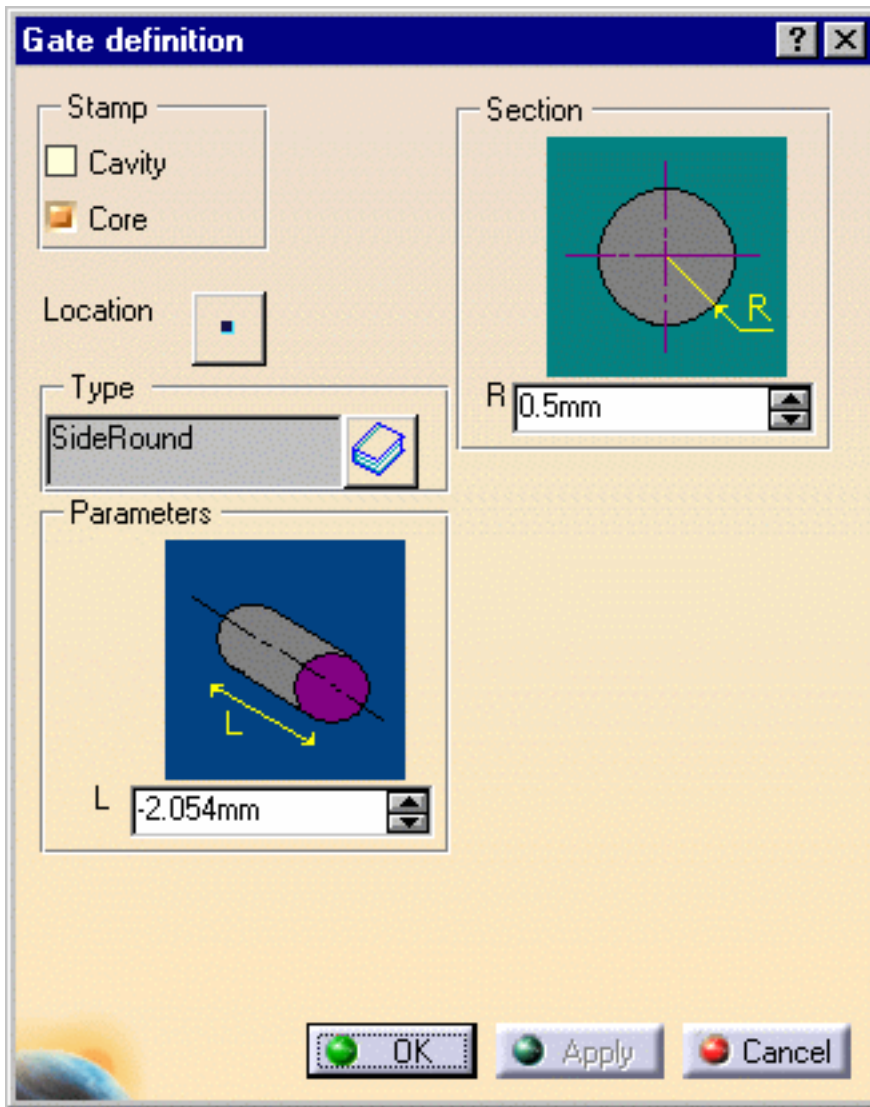 Gate definition
Stamp
Cavity
Core
Location
Type
SideRound
Section
R
R 0.5mm
Parameters
L
L -2.054mm
OK
Apply
Cancel